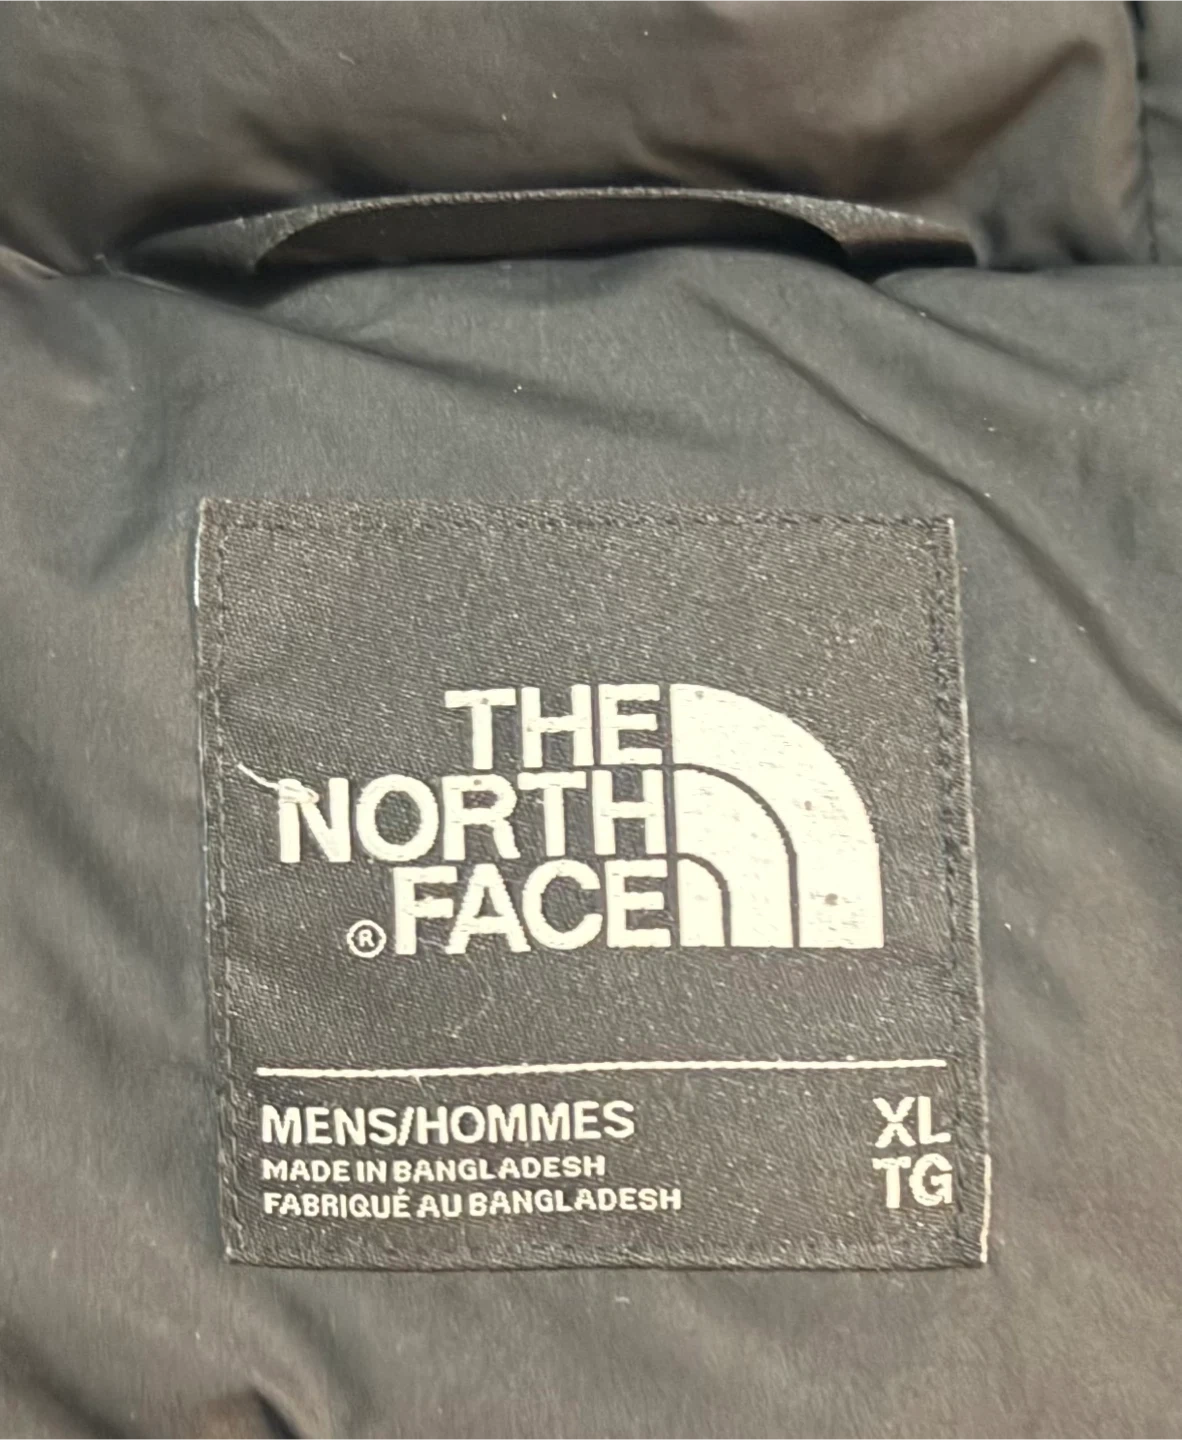 THE
NORTH
FACE
®
MENS/HOMMES XL
MADE IN BANGLADESH TG
FABRIQUÉ AU BANGLADESH